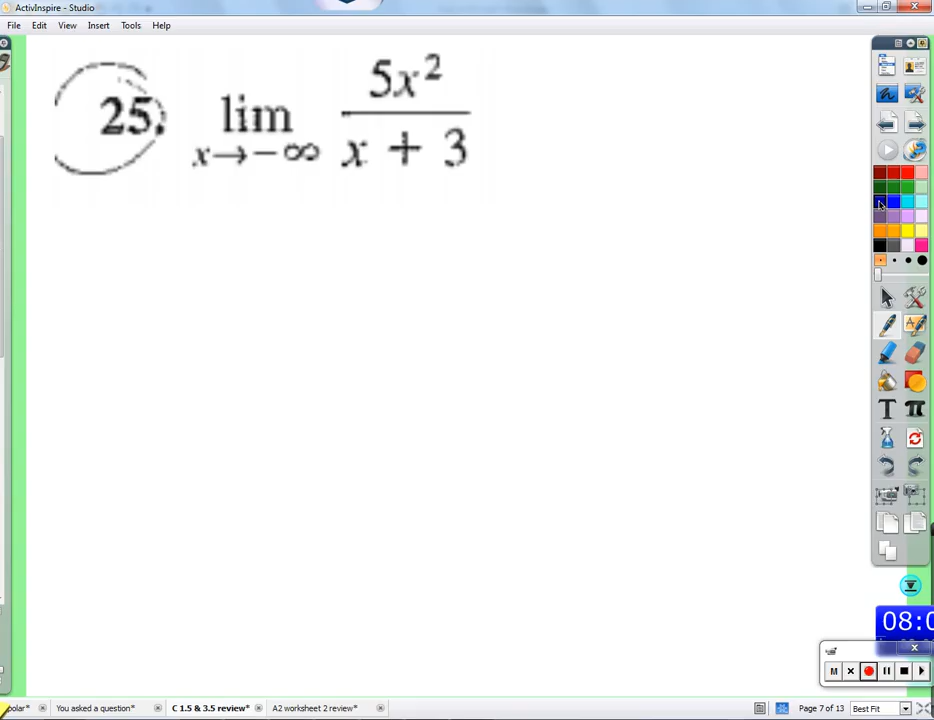 ActivInspire - Studio
File Edit View Insert Tools Help
25. lim x→−∞ 5x² / x + 3
T π
08:0
M
polar* You asked a question* C 1.5 & 3.5 review* A2 worksheet 2 review* Page 7 of 13 Best Fit